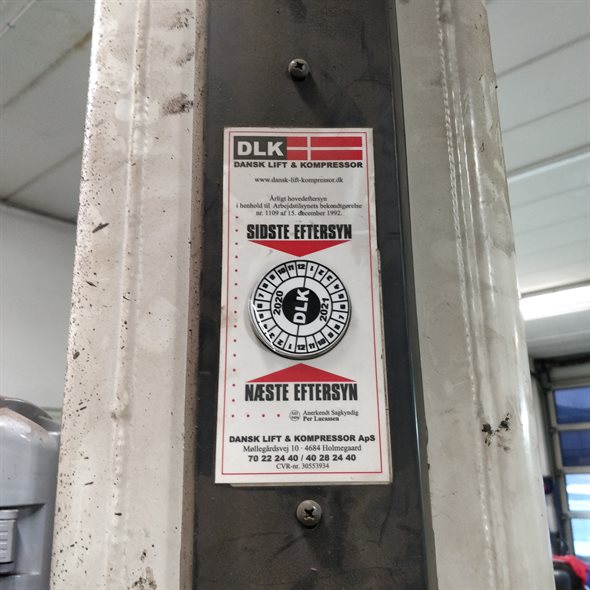 DLK
DANSK LIFT & KOMPRESSOR
www.dansk-lift-kompressor.dk
Årligt hovedeftersyn
i henhold til Arbejdstilsynets bekendtgørelse
nr. 1109 af 15. december 1992.
SIDSTE EFTERSYN
2020
DLK
2021
NÆSTE EFTERSYN
Anerkendt Sagkyndig
Per Lucassen
DANSK LIFT & KOMPRESSOR ApS
Møllegårdsvej 10 - 4684 Holmegaard
70 22 24 40 / 40 28 24 40
CVR-nr. 30553934